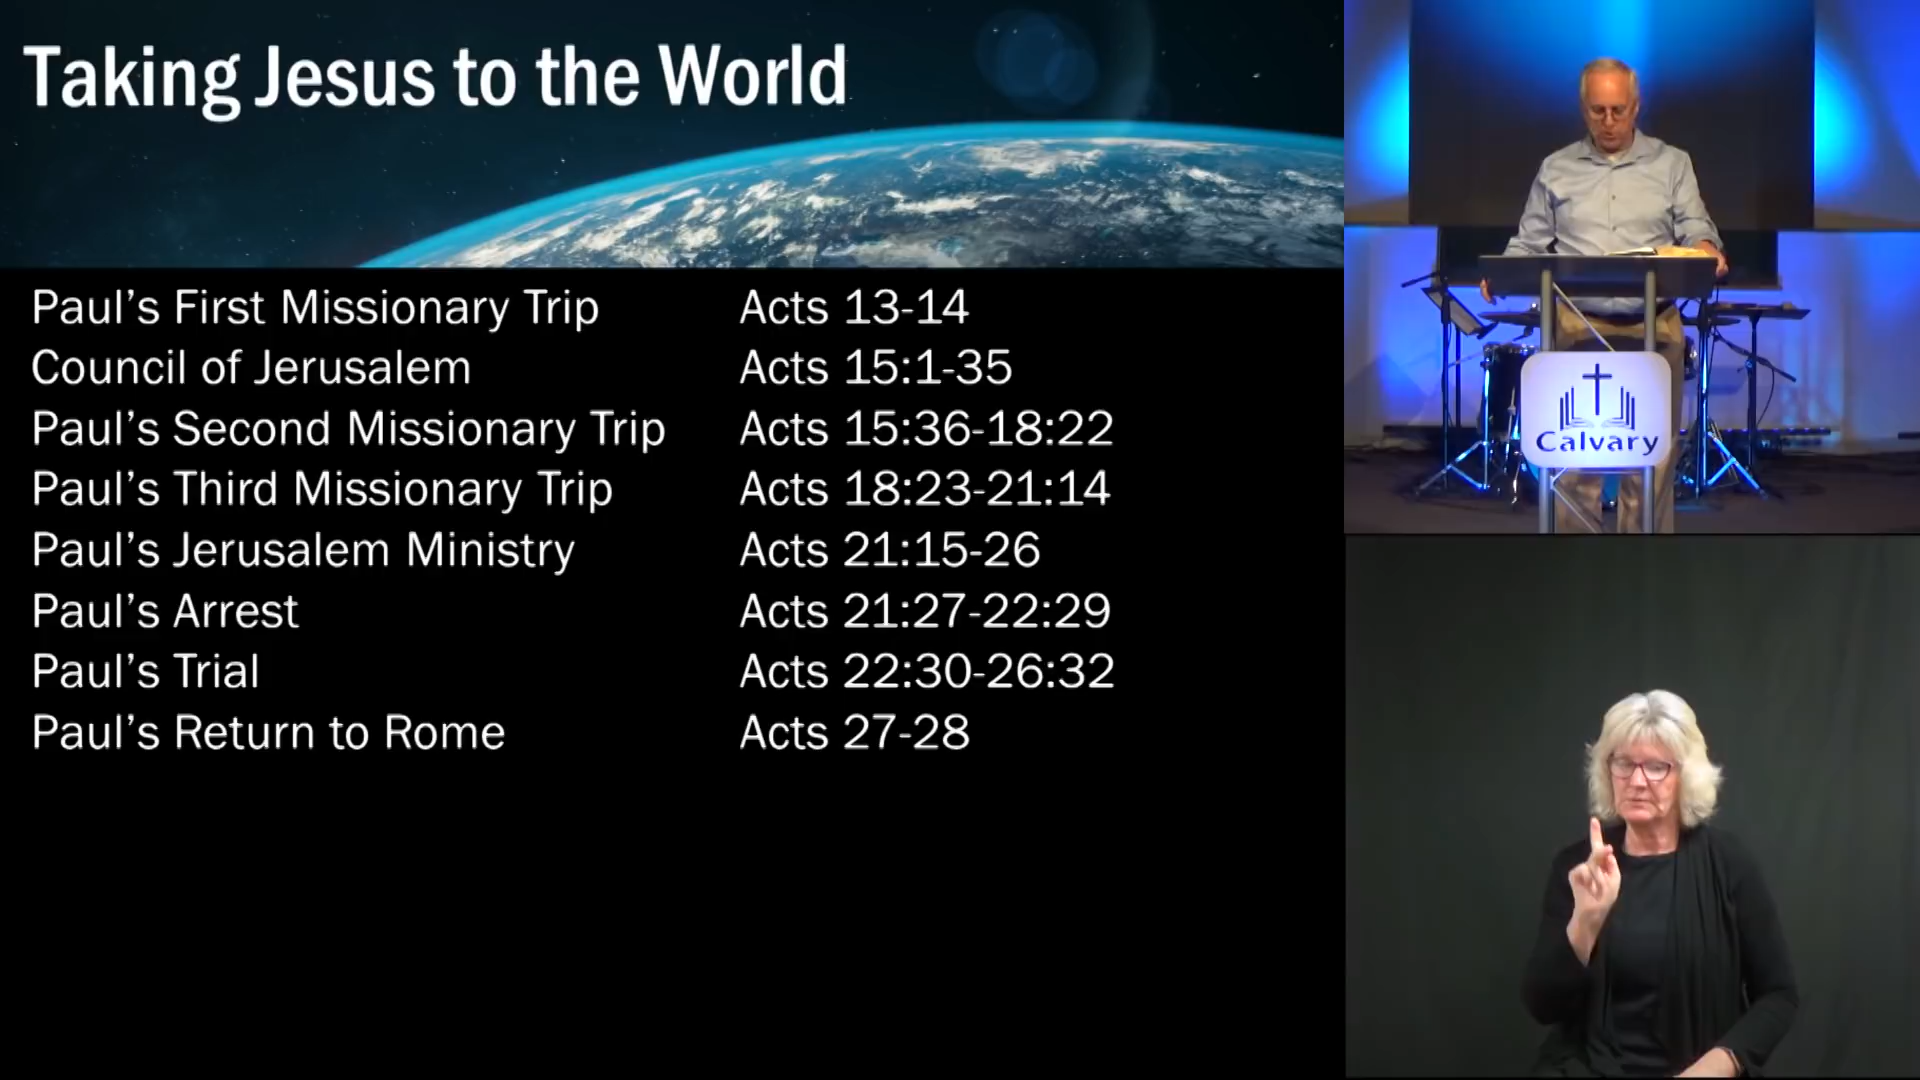 Taking Jesus to the World
Paul’s First Missionary Trip Acts 13-14
Council of Jerusalem Acts 15:1-35
Paul’s Second Missionary Trip Acts 15:36-18:22
Paul’s Third Missionary Trip Acts 18:23-21:14
Paul’s Jerusalem Ministry Acts 21:15-26
Paul’s Arrest Acts 21:27-22:29
Paul’s Trial Acts 22:30-26:32
Paul’s Return to Rome Acts 27-28
Calvary